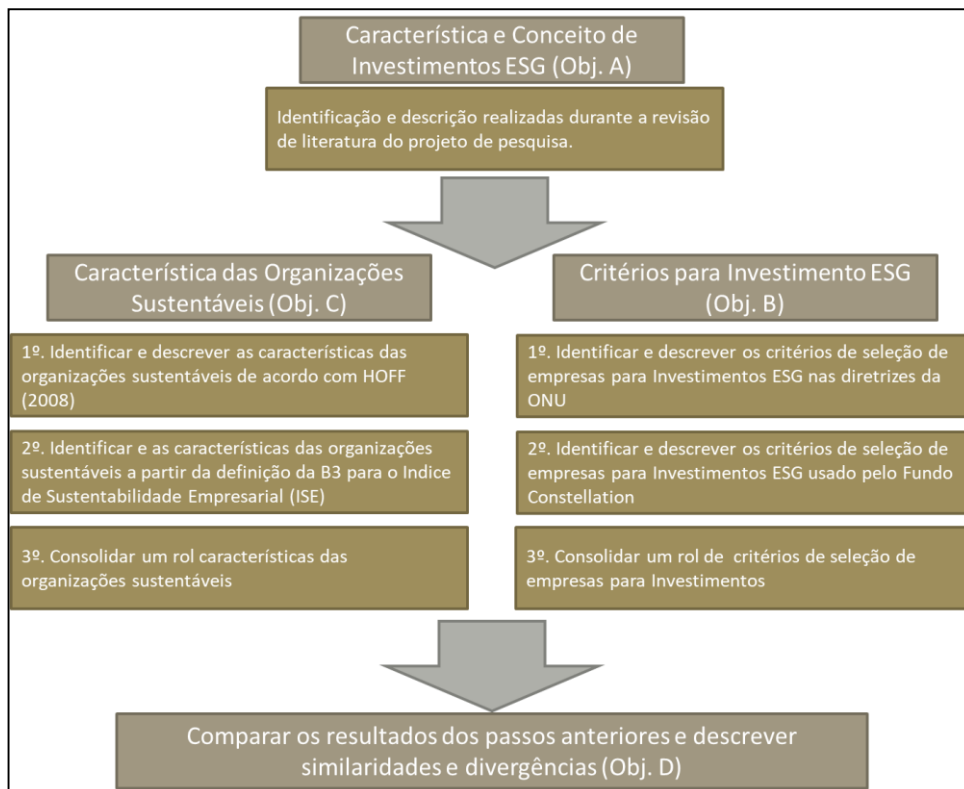 Característica e Conceito de
Investimentos ESG (Obj. A)
Identificação e descrição realizadas durante a revisão
de literatura do projeto de pesquisa.
Característica das Organizações
Sustentáveis (Obj. C)
1º. Identificar e descrever as características das
organizações sustentáveis de acordo com HOFF
(2008)
2º. Identificar e as características das organizações
sustentáveis a partir da definição da B3 para o Indice
de Sustentabilidade Empresarial (ISE)
3º. Consolidar um rol características das
organizações sustentáveis
Critérios para Investimento ESG
(Obj. B)
1º. Identificar e descrever os critérios de seleção de
empresas para Investimentos ESG nas diretrizes da
ONU
2º. Identificar e descrever os critérios de seleção de
empresas para Investimentos ESG usado pelo Fundo
Constellation
3º. Consolidar um rol de critérios de seleção de
empresas para Investimentos
Comparar os resultados dos passos anteriores e descrever
similaridades e divergências (Obj. D)